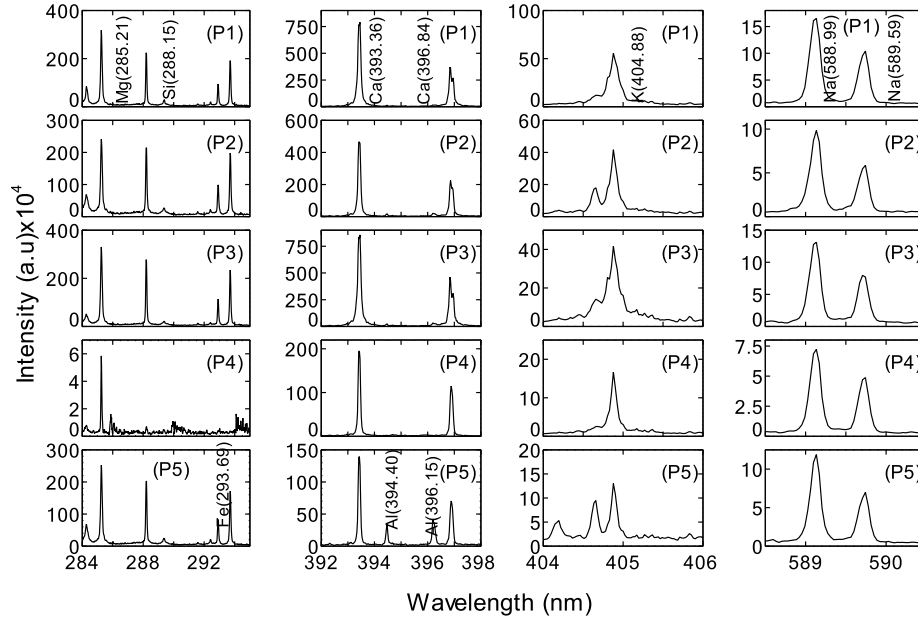 400
200
0
(P1)
Mg(285.21)
Si(288.15)
750
500
250
0
(P1)
Ca(393.36)
Ca(396.84)
100
50
0
(P1)
K(404.88)
15
10
5
0
(P1)
Na(588.99)
Na(589.59)
300
200
100
0
(P2)
600
400
200
0
(P2)
60
40
20
0
(P2)
10
5
0
(P2)
400
200
0
(P3)
750
500
250
0
(P3)
60
40
20
0
(P3)
15
10
5
0
(P3)
6
4
2
0
(P4)
200
100
0
(P4)
20
10
0
(P4)
7.5
5
2.5
0
(P4)
300
200
100
0
(P5)
Fe(293.69)
150
100
50
0
(P5)
Al(394.40)
Al(396.15)
20
15
10
5
0
(P5)
10
5
0
(P5)
284 288 292
392 394 396 398
404 405 406
589 590
Wavelength (nm)
Intensity (a.u)x10⁴